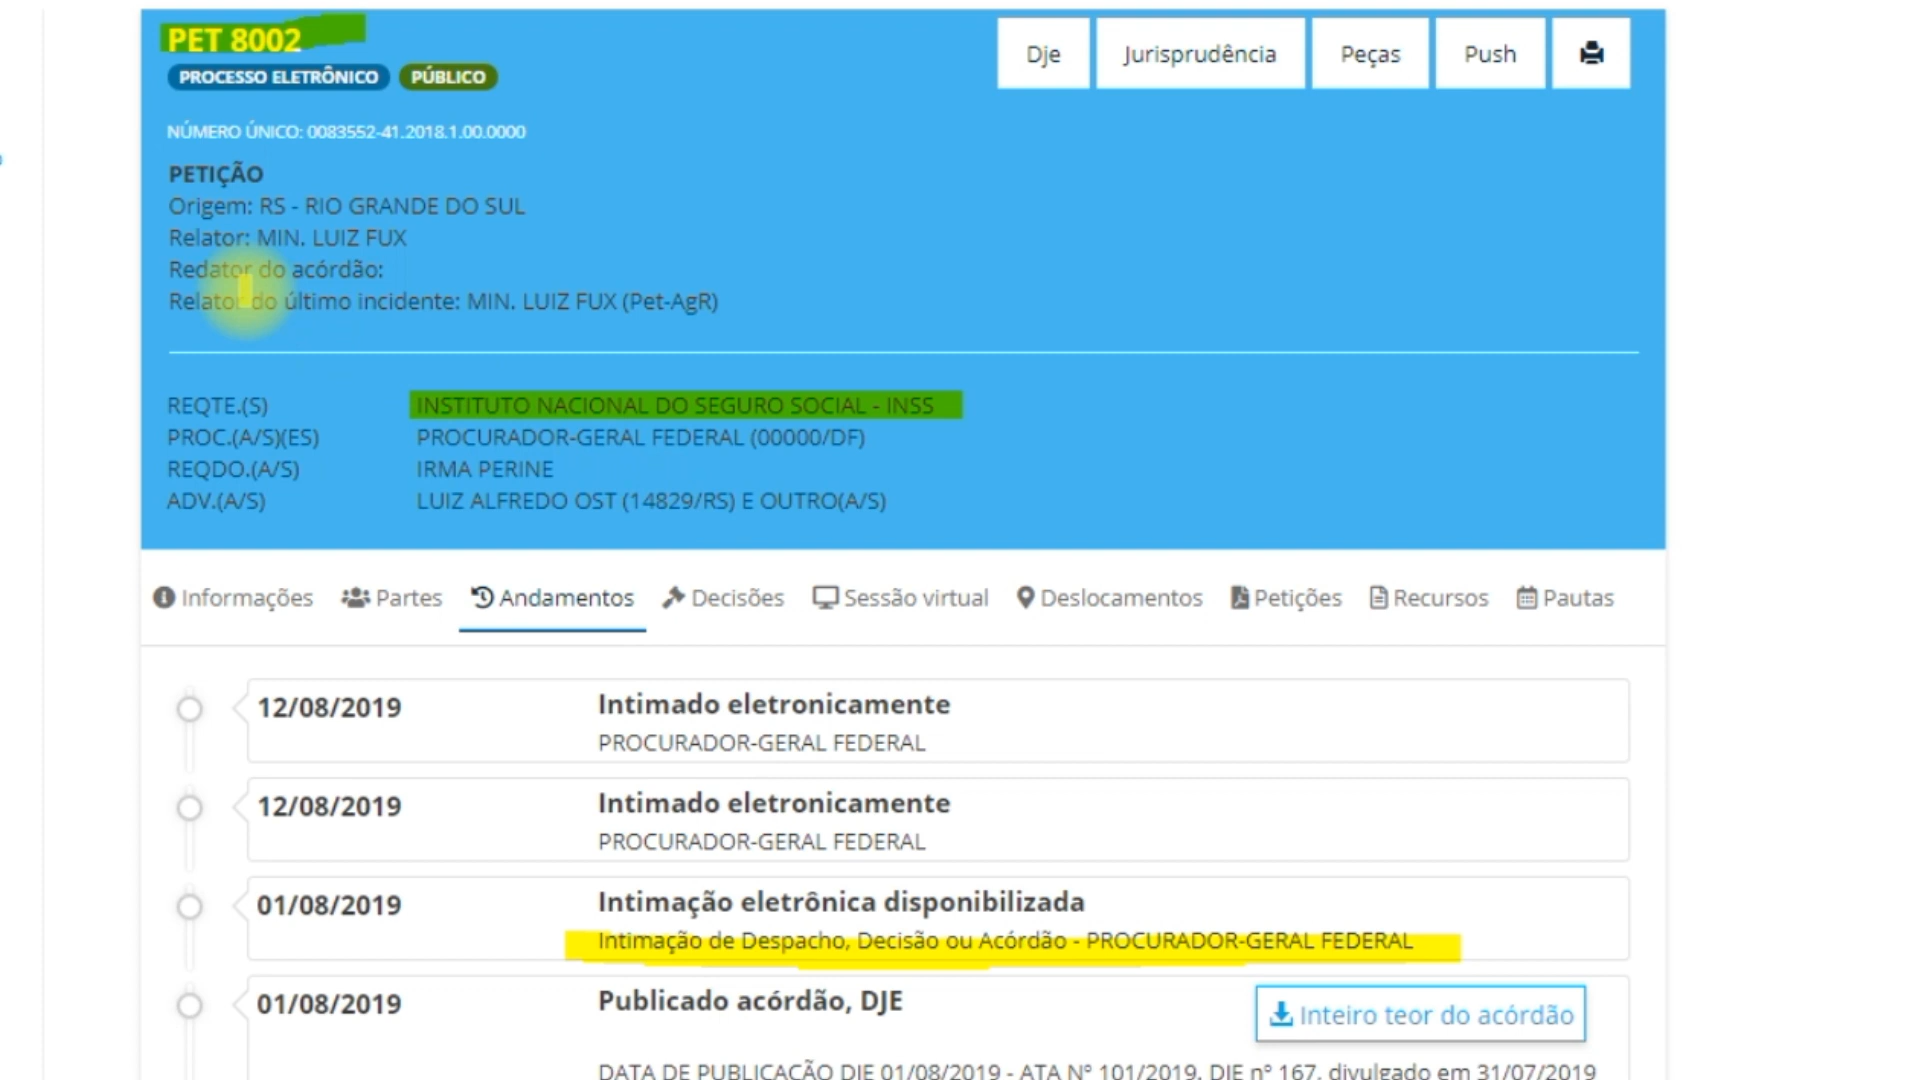 PET 8002
PROCESSO ELETRÔNICO PÚBLICO
Dje Jurisprudência Peças Push
NÚMERO ÚNICO: 0083552-41.2018.1.00.0000
PETIÇÃO
Origem: RS - RIO GRANDE DO SUL
Relator: MIN. LUIZ FUX
Redator do acórdão:
Relator do último incidente: MIN. LUIZ FUX (Pet-AgR)
REQTE.(S) INSTITUTO NACIONAL DO SEGURO SOCIAL - INSS
PROC.(A/S)(ES) PROCURADOR-GERAL FEDERAL (00000/DF)
REQDO.(A/S) IRMA PERINE
ADV.(A/S) LUIZ ALFREDO OST (14829/RS) E OUTRO(A/S)
Informações Partes Andamentos Decisões Sessão virtual Deslocamentos Petições Recursos Pautas
12/08/2019 Intimado eletronicamente
PROCURADOR-GERAL FEDERAL
12/08/2019 Intimado eletronicamente
PROCURADOR-GERAL FEDERAL
01/08/2019 Intimação eletrônica disponibilizada
Intimação de Despacho, Decisão ou Acórdão - PROCURADOR-GERAL FEDERAL
01/08/2019 Publicado acórdão, DJE
Inteiro teor do acórdão
DATA DE PUBLICAÇÃO DJE 01/08/2019 - ATA Nº 101/2019. DJE nº 167, divulgado em 31/07/2019